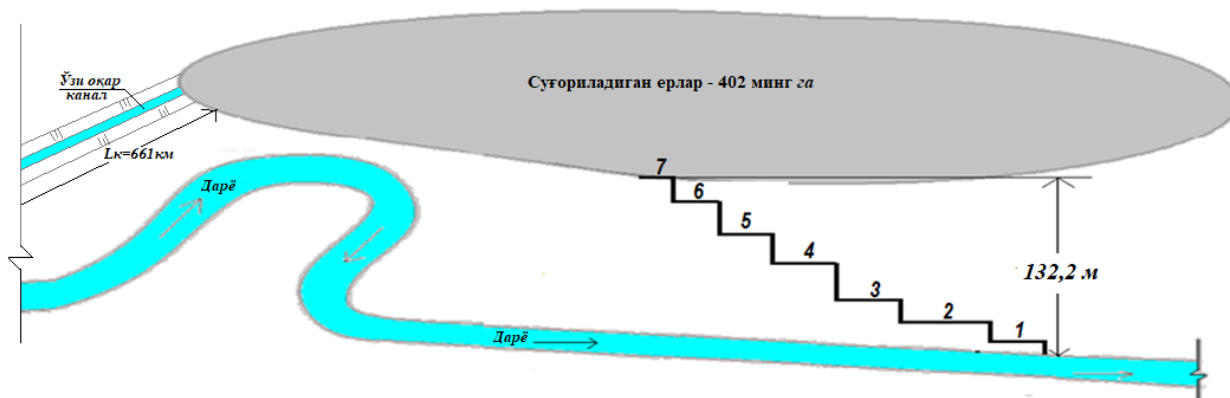 Суғориладиган ерлар - 402 минг га
Ўзи оқар
канал
Lк=661км
Дарё
7
6
5
4
3
2
1
132,2 м
Дарё